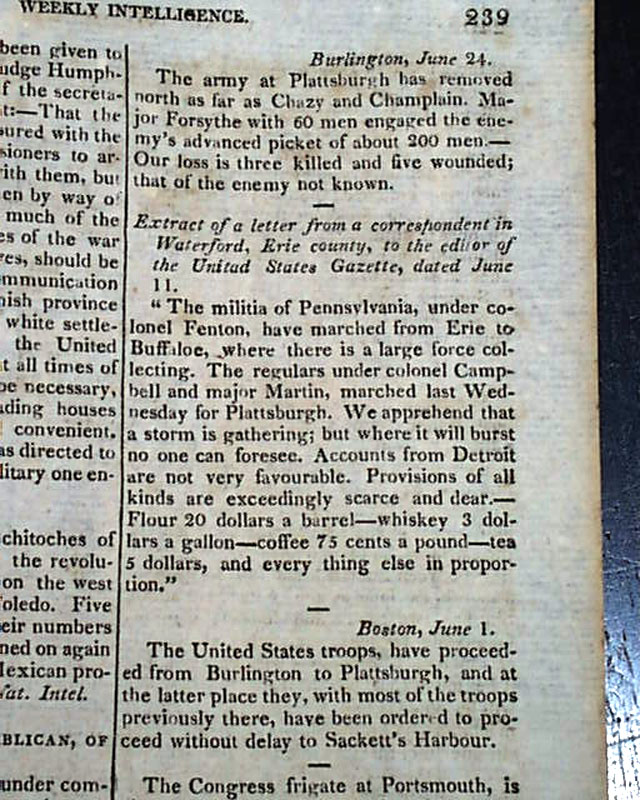 WEEKLY INTELLIGENCE.
239
been given to
udge Humph-
f the secreta-
t:—That the
sured with the
sioners to ar-
ith them, but
en by way of
much of the
es of the war
res, should be
mmunication
nish province
white settle-
the United
t all times of
be necessary,
ading houses
convenient.
as directed to
litary one en-
chitoches of
the revolu-
on the west
Toledo. Five
eir numbers
ned on again
Mexican pro-
Nat. Intel.
BLICAN, OF
under com-
Burlington, June 24.
The army at Plattsburgh has removed
north as far as Chazy and Champlain. Ma-
jor Forsythe with 60 men engaged the ene-
my's advanced picket of about 200 men.—
Our loss is three killed and five wounded;
that of the enemy not known.
Extract of a letter from a correspondent in
Waterford, Erie county, to the editor of
the Unitad States Gazette, dated June
11.
“ The militia of Pennsylvania, under co-
lonel Fenton, have marched from Erie to
Buffaloe, where there is a large force col-
lecting. The regulars under colonel Camp-
bell and major Martin, marched last Wed-
nesday for Plattsburgh. We apprehend that
a storm is gathering; but where it will burst
no one can foresee. Accounts from Detroit
are not very favourable. Provisions of all
kinds are exceedingly scarce and dear.—
Flour 20 dollars a barrel—whiskey 3 dol-
lars a gallon—coffee 75 cents a pound—tea
5 dollars, and every thing else in propor-
tion.”
Boston, June 1.
The United States troops, have proceed-
ed from Burlington to Plattsburgh, and at
the latter place they, with most of the troops
previously there, have been ordered to pro-
ceed without delay to Sackett's Harbour.
The Congress frigate at Portsmouth, is